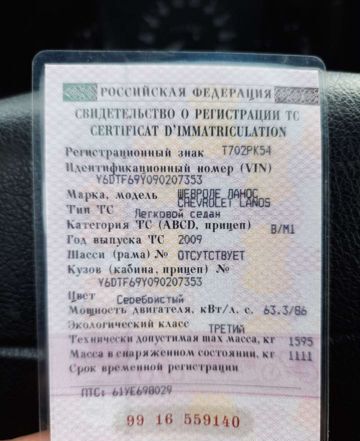 РОССИЙСКАЯ ФЕДЕРАЦИЯ
СВИДЕТЕЛЬСТВО О РЕГИСТРАЦИИ ТС
CERTIFICAT D'IMMATRICULATION
Регистрационный знак Т702РК54
Идентификационный номер (VIN)
Y6DTF69Y090207353
Марка, модель ШЕВРОЛЕ ЛАНОС
CHEVROLET LANOS
Тип ТС Легковой седан
Категория ТС (ABCD, прицеп) B/M1
Год выпуска ТС 2009
Шасси (рама) № ОТСУТСТВУЕТ
Кузов (кабина, прицеп) №
Y6DTF69Y090207353
Цвет Серебристый
Мощность двигателя, кВт/л. с. 63.3/86
Экологический класс ТРЕТИЙ
Технически допустимая max масса, кг 1595
Масса в снаряженном состоянии, кг 1111
Срок временной регистрации
ПТС: 61УЕ698029
99 16 559140